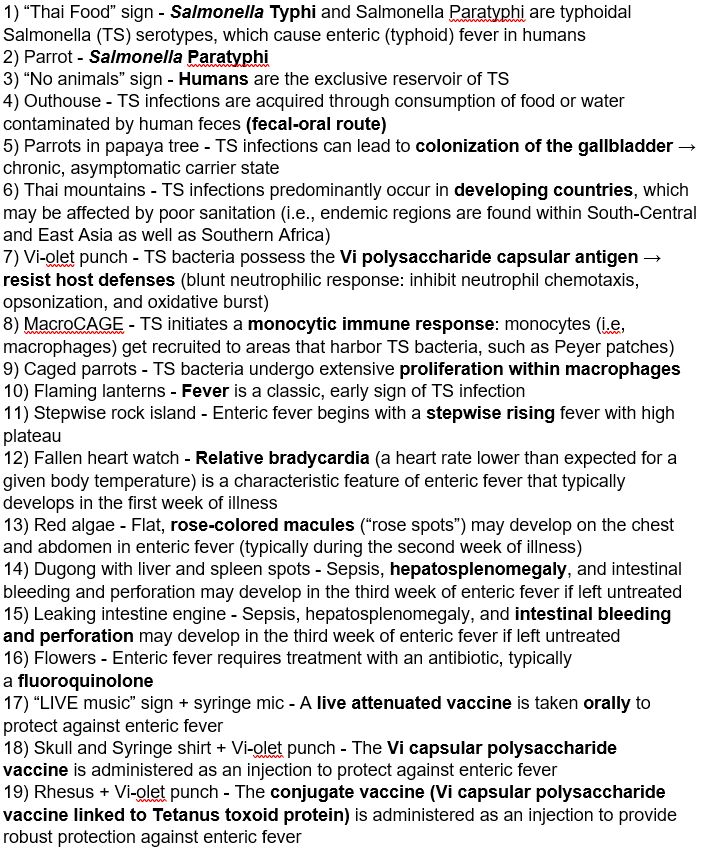 1) “Thai Food” sign - Salmonella Typhi and Salmonella Paratyphi are typhoidal
Salmonella (TS) serotypes, which cause enteric (typhoid) fever in humans
2) Parrot - Salmonella Paratyphi
3) “No animals” sign - Humans are the exclusive reservoir of TS
4) Outhouse - TS infections are acquired through consumption of food or water
contaminated by human feces (fecal-oral route)
5) Parrots in papaya tree - TS infections can lead to colonization of the gallbladder →
chronic, asymptomatic carrier state
6) Thai mountains - TS infections predominantly occur in developing countries, which
may be affected by poor sanitation (i.e., endemic regions are found within South-Central
and East Asia as well as Southern Africa)
7) Vi-olet punch - TS bacteria possess the Vi polysaccharide capsular antigen →
resist host defenses (blunt neutrophilic response: inhibit neutrophil chemotaxis,
opsonization, and oxidative burst)
8) MacroCAGE - TS initiates a monocytic immune response: monocytes (i.e,
macrophages) get recruited to areas that harbor TS bacteria, such as Peyer patches)
9) Caged parrots - TS bacteria undergo extensive proliferation within macrophages
10) Flaming lanterns - Fever is a classic, early sign of TS infection
11) Stepwise rock island - Enteric fever begins with a stepwise rising fever with high
plateau
12) Fallen heart watch - Relative bradycardia (a heart rate lower than expected for a
given body temperature) is a characteristic feature of enteric fever that typically
develops in the first week of illness
13) Red algae - Flat, rose-colored macules (“rose spots”) may develop on the chest
and abdomen in enteric fever (typically during the second week of illness)
14) Dugong with liver and spleen spots - Sepsis, hepatosplenomegaly, and intestinal
bleeding and perforation may develop in the third week of enteric fever if left untreated
15) Leaking intestine engine - Sepsis, hepatosplenomegaly, and intestinal bleeding
and perforation may develop in the third week of enteric fever if left untreated
16) Flowers - Enteric fever requires treatment with an antibiotic, typically
a fluoroquinolone
17) “LIVE music” sign + syringe mic - A live attenuated vaccine is taken orally to
protect against enteric fever
18) Skull and Syringe shirt + Vi-olet punch - The Vi capsular polysaccharide
vaccine is administered as an injection to protect against enteric fever
19) Rhesus + Vi-olet punch - The conjugate vaccine (Vi capsular polysaccharide
vaccine linked to Tetanus toxoid protein) is administered as an injection to provide
robust protection against enteric fever